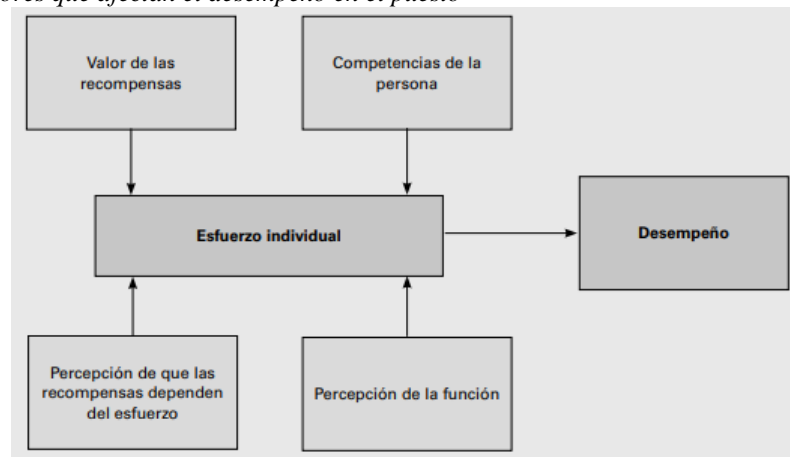 que afectan el desempeño en el puesto
Valor de las
recompensas
Competencias de la
persona
Esfuerzo individual
Desempeño
Percepción de que las
recompensas dependen
del esfuerzo
Percepción de la función